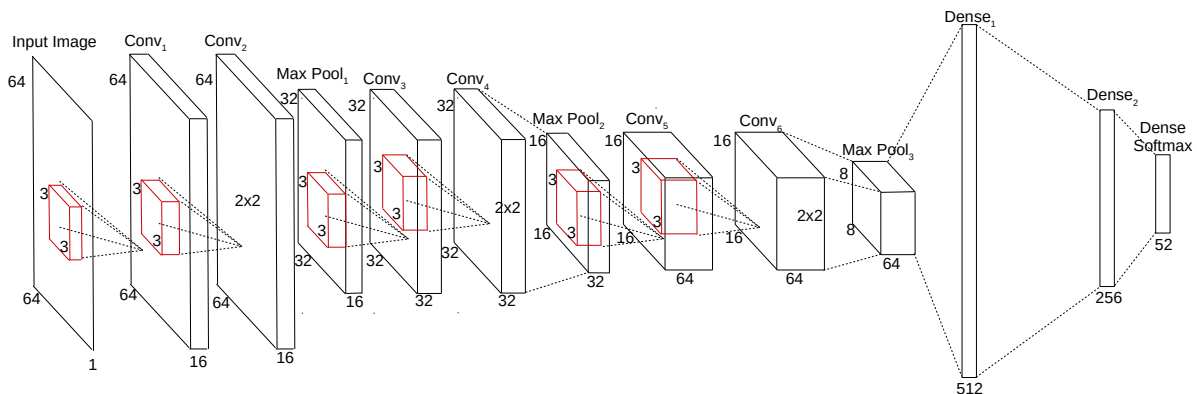 Input Image
64
3
3
64
1
Conv1
64
3
3
64
16
Conv2
64
2x2
64
16
Max Pool1
32
3
3
32
16
Conv3
32
3
3
32
32
Conv4
32
2x2
32
32
Max Pool2
16
3
3
16
32
Conv5
16
3
3
16
64
Conv6
16
2x2
16
64
Max Pool3
8
8
64
Dense1
512
Dense2
256
Dense
Softmax
52